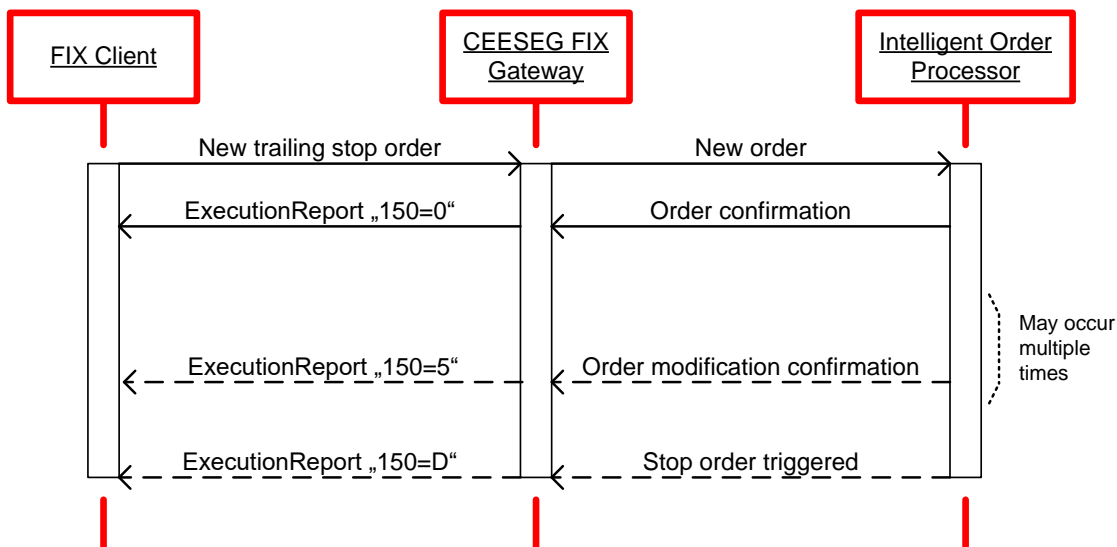 FIX Client
CEESEG FIX
Gateway
Intelligent Order
Processor
New trailing stop order
New order
ExecutionReport „150=0“
Order confirmation
May occur
multiple
times
ExecutionReport „150=5“
Order modification confirmation
ExecutionReport „150=D“
Stop order triggered